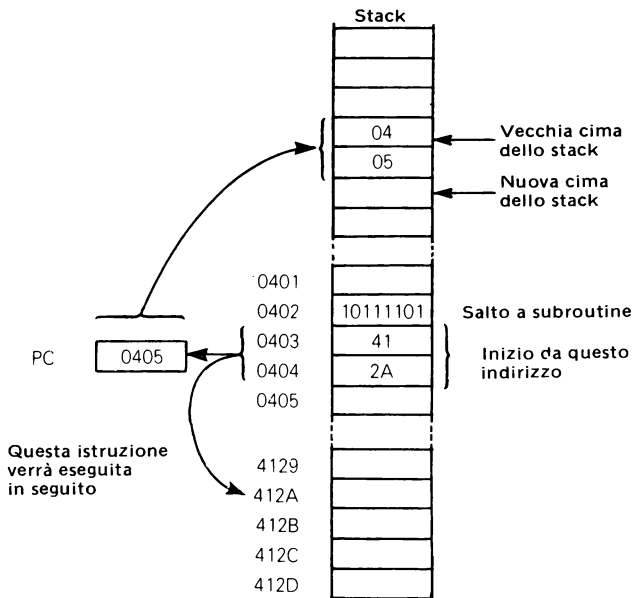 Stack
04
Vecchia cima
dello stack
05
Nuova cima
dello stack
0401
0402
10111101
Salto a subroutine
0403
41
Inizio da questo
indirizzo
PC
0405
0404
2A
0405
Questa istruzione
verrà eseguita
in seguito
4129
412A
412B
412C
412D